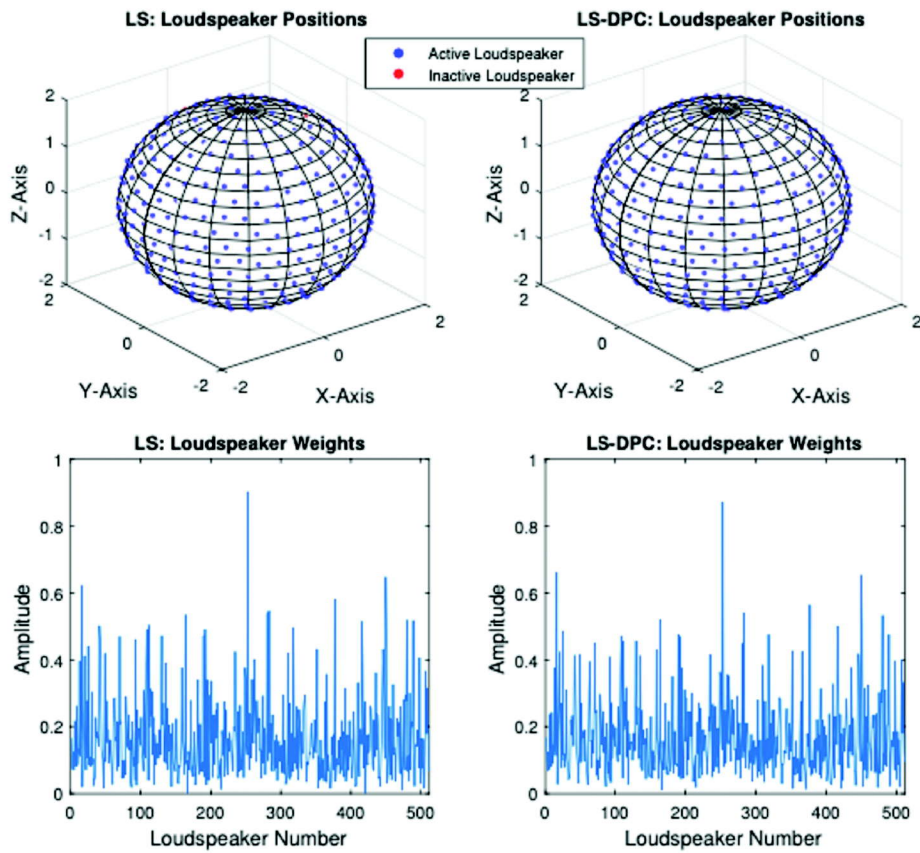 LS: Loudspeaker Positions
LS-DPC: Loudspeaker Positions
Active Loudspeaker
Inactive Loudspeaker
Z-Axis
2
1
0
-1
-2
2
0
-2
Y-Axis
-2
0
2
X-Axis
Z-Axis
2
1
0
-1
-2
2
0
-2
Y-Axis
-2
0
2
X-Axis
LS: Loudspeaker Weights
Amplitude
1
0.8
0.6
0.4
0.2
0
0 100 200 300 400 500
Loudspeaker Number
LS-DPC: Loudspeaker Weights
Amplitude
1
0.8
0.6
0.4
0.2
0
0 100 200 300 400 500
Loudspeaker Number